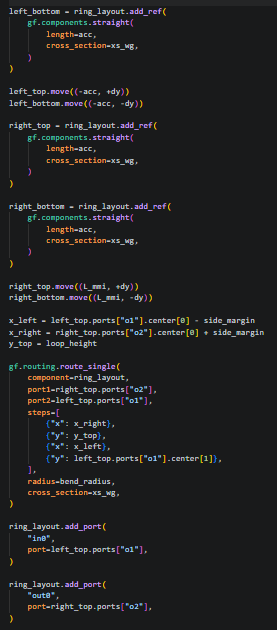 left_bottom = ring_layout.add_ref(
    gf.components.straight(
        length=acc,
        cross_section=xs_wg,
    )
)

left_top.move((-acc, +dy))
left_bottom.move((-acc, -dy))

right_top = ring_layout.add_ref(
    gf.components.straight(
        length=acc,
        cross_section=xs_wg,
    )
)

right_bottom = ring_layout.add_ref(
    gf.components.straight(
        length=acc,
        cross_section=xs_wg,
    )
)

right_top.move((L_mmi, +dy))
right_bottom.move((L_mmi, -dy))

x_left = left_top.ports["o1"].center[0] - side_margin
x_right = right_top.ports["o2"].center[0] + side_margin
y_top = loop_height

gf.routing.route_single(
    component=ring_layout,
    port1=right_top.ports["o2"],
    port2=left_top.ports["o1"],
    steps=[
        {"x": x_right},
        {"y": y_top},
        {"x": x_left},
        {"y": left_top.ports["o1"].center[1]},
    ],
    radius=bend_radius,
    cross_section=xs_wg,
)

ring_layout.add_port(
    "in0",
    port=left_top.ports["o1"],
)

ring_layout.add_port(
    "out0",
    port=right_top.ports["o2"],
)